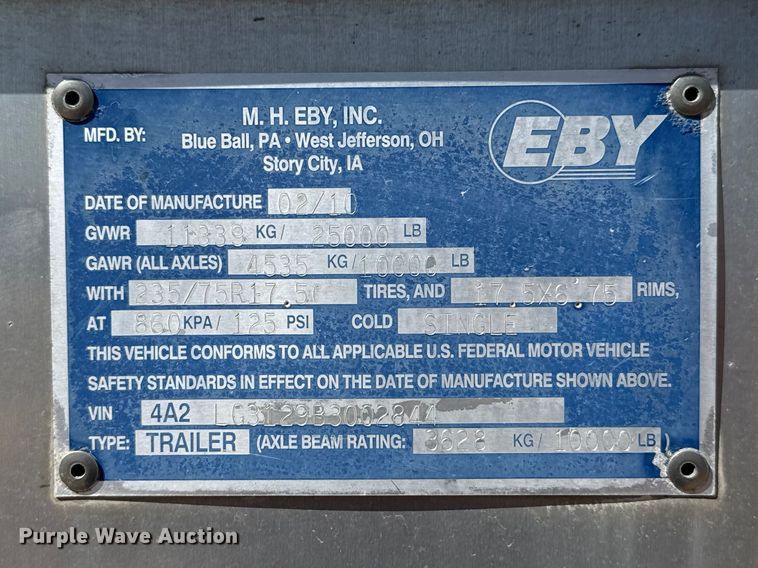 M. H. EBY, INC.
MFD. BY: Blue Ball, PA • West Jefferson, OH
Story City, IA
EBY
DATE OF MANUFACTURE 02/10
GVWR 11339 KG/ 25000 LB
GAWR (ALL AXLES) 4535 KG/ 10000 LB
WITH 235/75R17.5 TIRES, AND 17.5X6.75 RIMS,
AT 860 KPA/ 125 PSI COLD SINGLE
THIS VEHICLE CONFORMS TO ALL APPLICABLE U.S. FEDERAL MOTOR VEHICLE
SAFETY STANDARDS IN EFFECT ON THE DATE OF MANUFACTURE SHOWN ABOVE.
VIN 4A2
TYPE: TRAILER (AXLE BEAM RATING: 3628 KG/ 10000 LB)
Purple Wave Auction